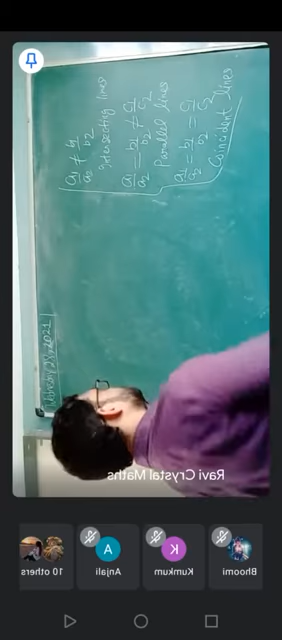 a₁/a₂ ≠ b₁/b₂
Intersecting lines
a₁/a₂ = b₁/b₂ ≠ c₁/c₂
Parallel lines
a₁/a₂ = b₁/b₂ = c₁/c₂
Coincident lines
2021
Ravi Crystal Maths
10 others
A
Anjali
K
Kumkum
Bhoomi